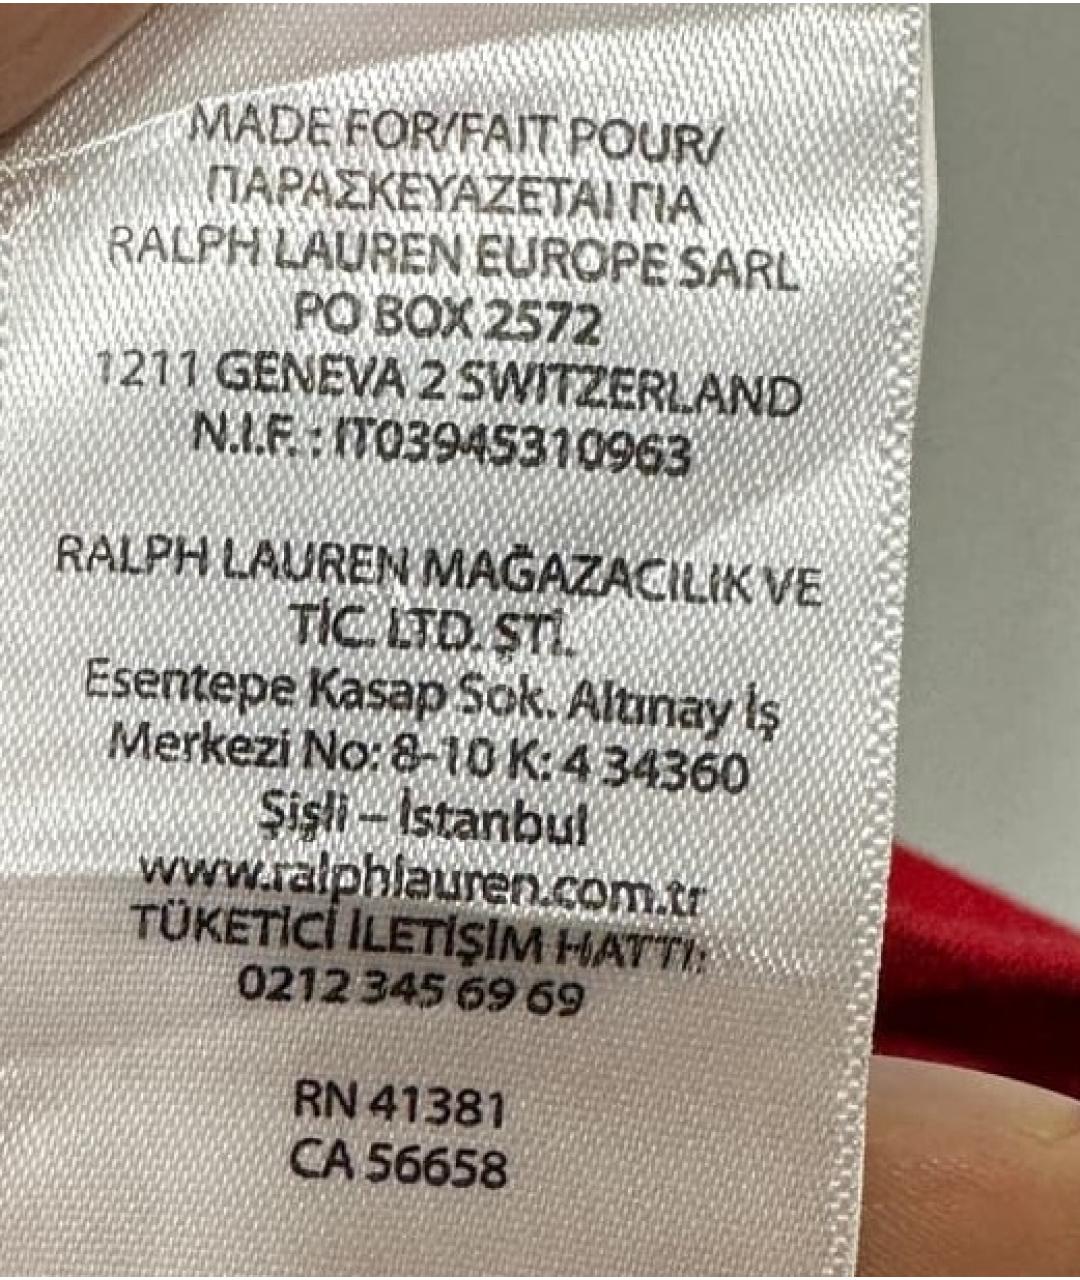 MADE FOR/FAIT POUR/
ΠΑΡΑΣΚΕΥΑΖΕΤΑΙ ΓΙΑ
RALPH LAUREN EUROPE SARL
PO BOX 2572
1211 GENEVA 2 SWITZERLAND
N.I.F. : IT03945310963
RALPH LAUREN MAĞAZACILIK VE
TİC. LTD. ŞTİ.
Esentepe Kasap Sok. Altınay İş
Merkezi No: 8-10 K: 4 34360
Şişli – İstanbul
www.ralphlauren.com.tr
TÜKETİCİ İLETİŞİM HATTI:
0212 345 69 69
RN 41381
CA 56658